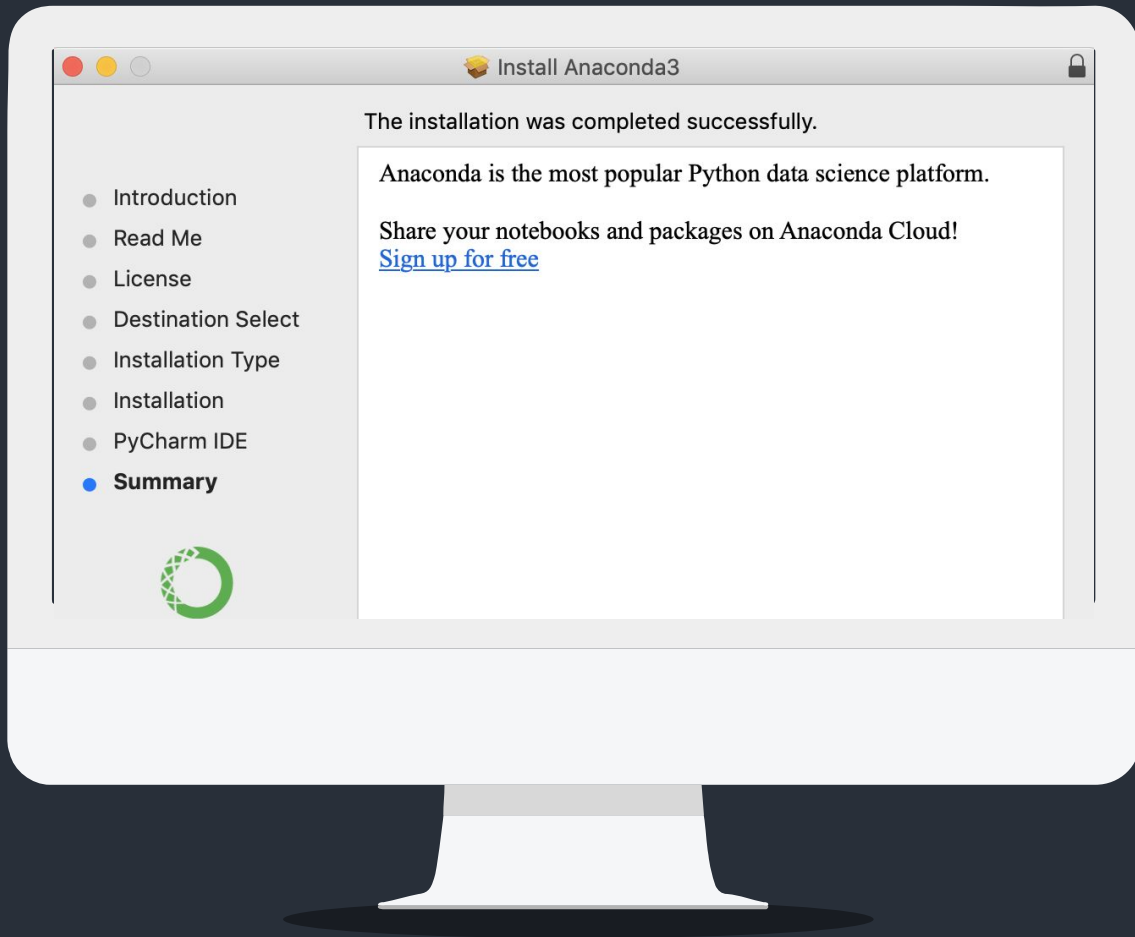 Install Anaconda3
The installation was completed successfully.
Introduction
Read Me
License
Destination Select
Installation Type
Installation
PyCharm IDE
Summary
Anaconda is the most popular Python data science platform.
Share your notebooks and packages on Anaconda Cloud!
Sign up for free